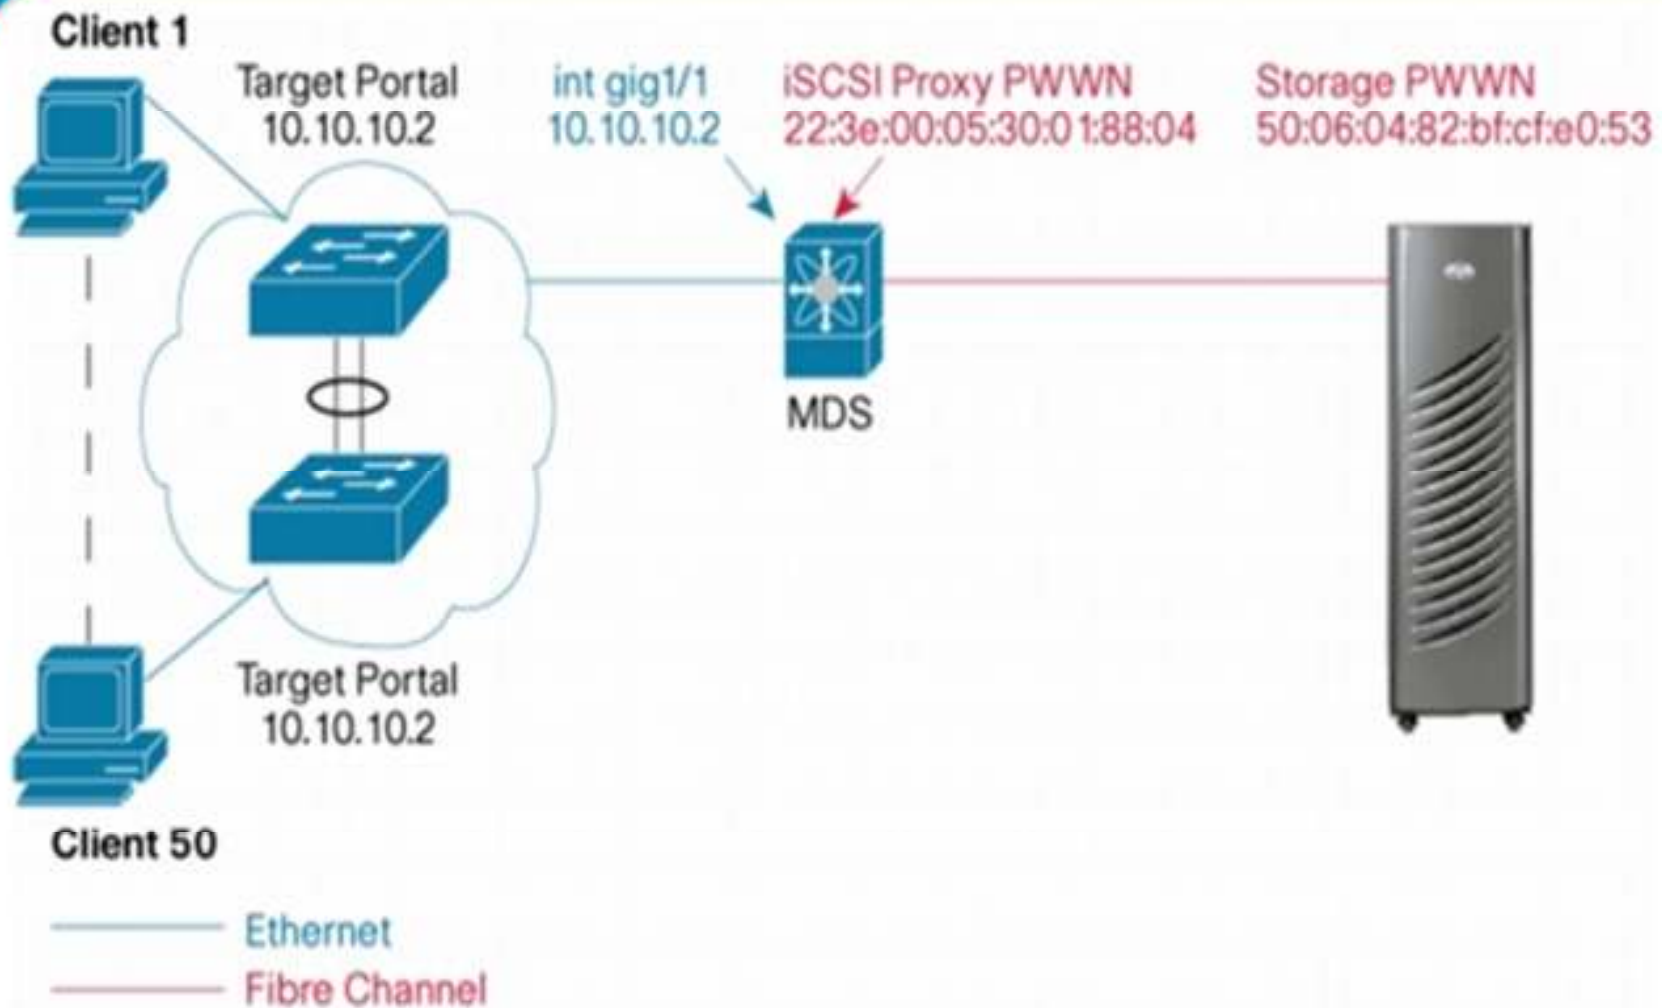 Client 1
Target Portal
10.10.10.2
int gig1/1
10.10.10.2
iSCSI Proxy PWWN
22:3e:00:05:30:01:88:04
Storage PWWN
50:06:04:82:bf:cf:e0:53
MDS
Target Portal
10.10.10.2
Client 50
Ethernet
Fibre Channel